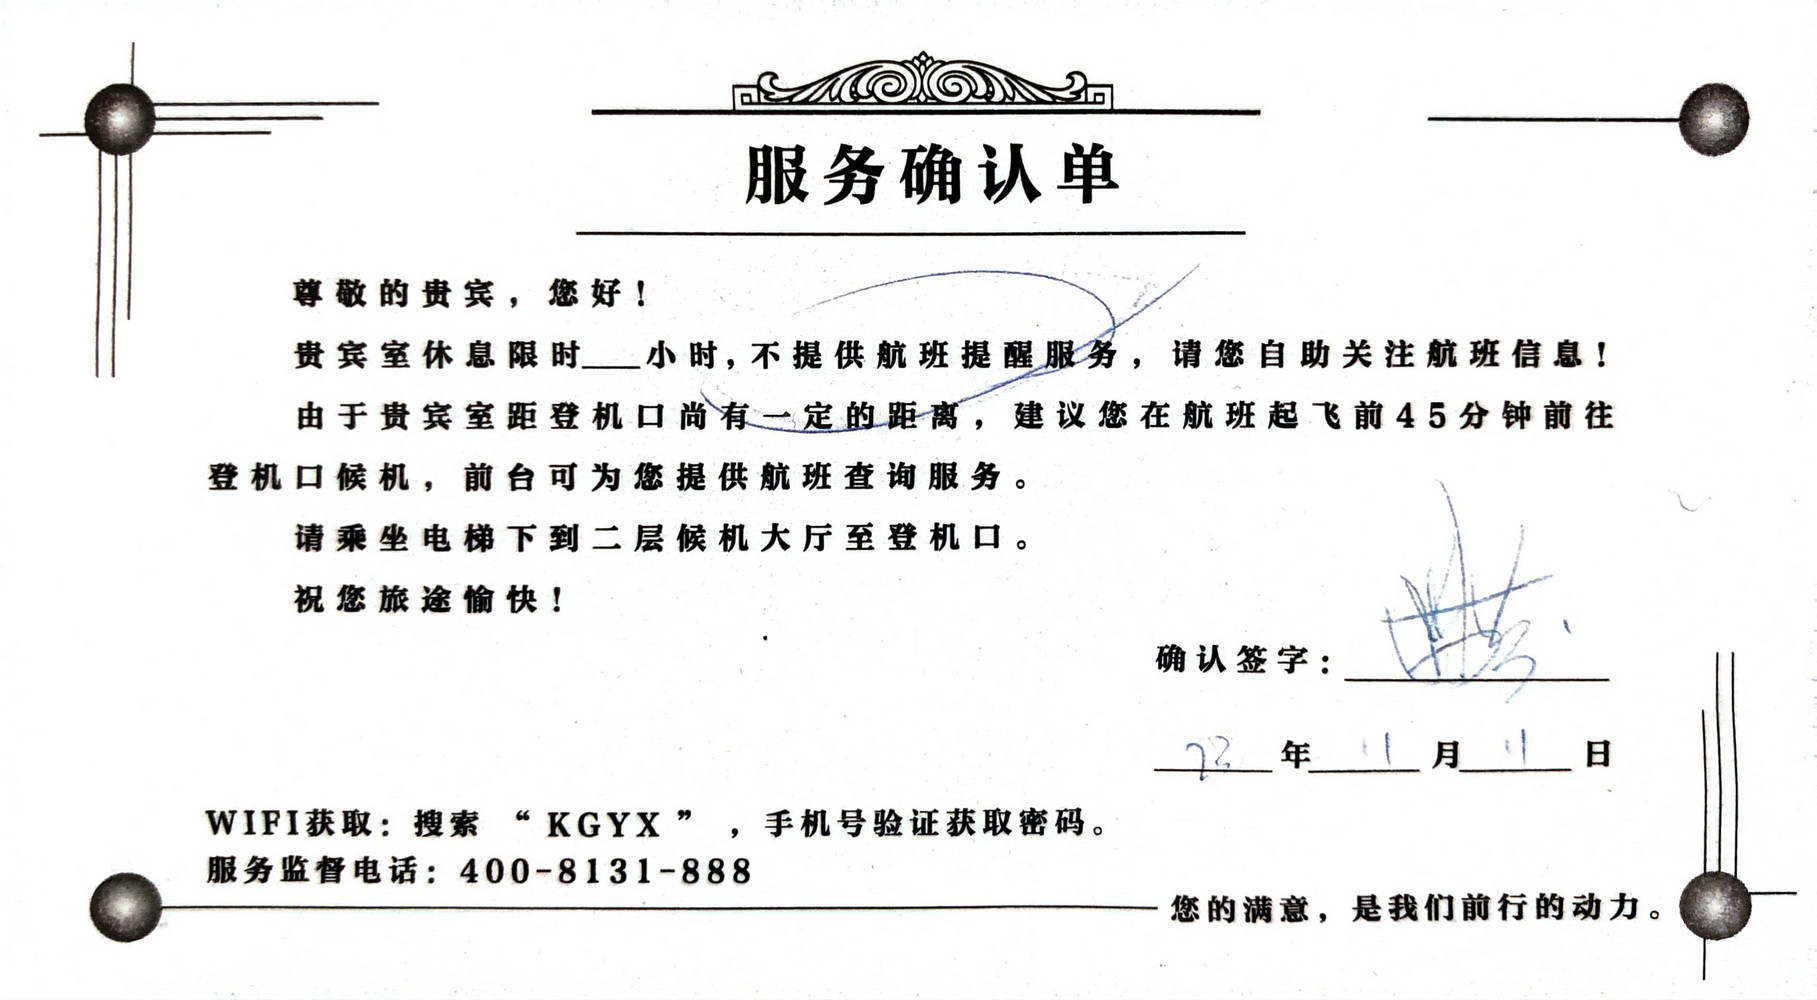 服务确认单
尊敬的贵宾，您好！
贵宾室休息限时___小时,不提供航班提醒服务，请您自助关注航班信息！
由于贵宾室距登机口尚有一定的距离，建议您在航班起飞前45分钟前往
登机口候机，前台可为您提供航班查询服务。
请乘坐电梯下到二层候机大厅至登机口。
祝您旅途愉快！
确认签字：
23 年 11 月 11 日
WIFI获取：搜索“KGYX”，手机号验证获取密码。
服务监督电话：400-8131-888
您的满意，是我们前行的动力。